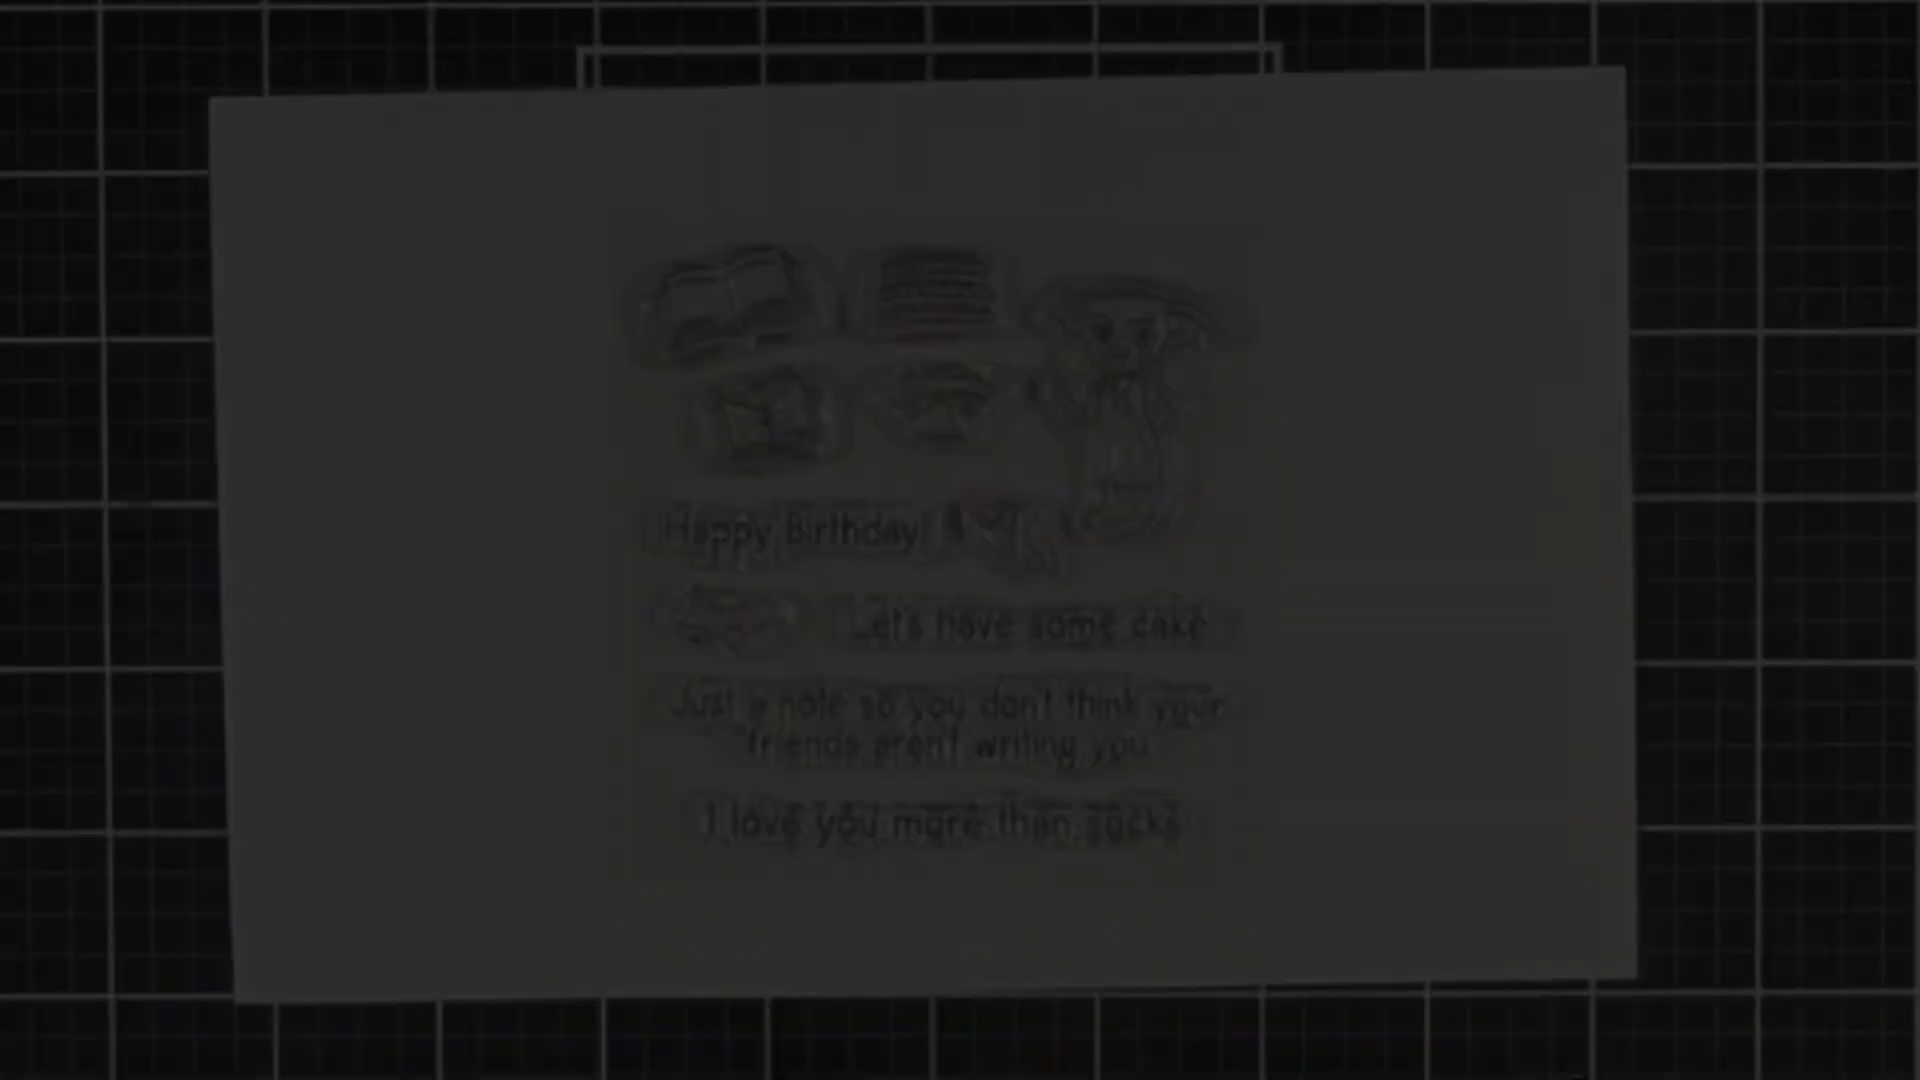 Happy Birthday!
Let's have some cake
Just a note so you don't think your
friends aren't writing you
I love you more than socks